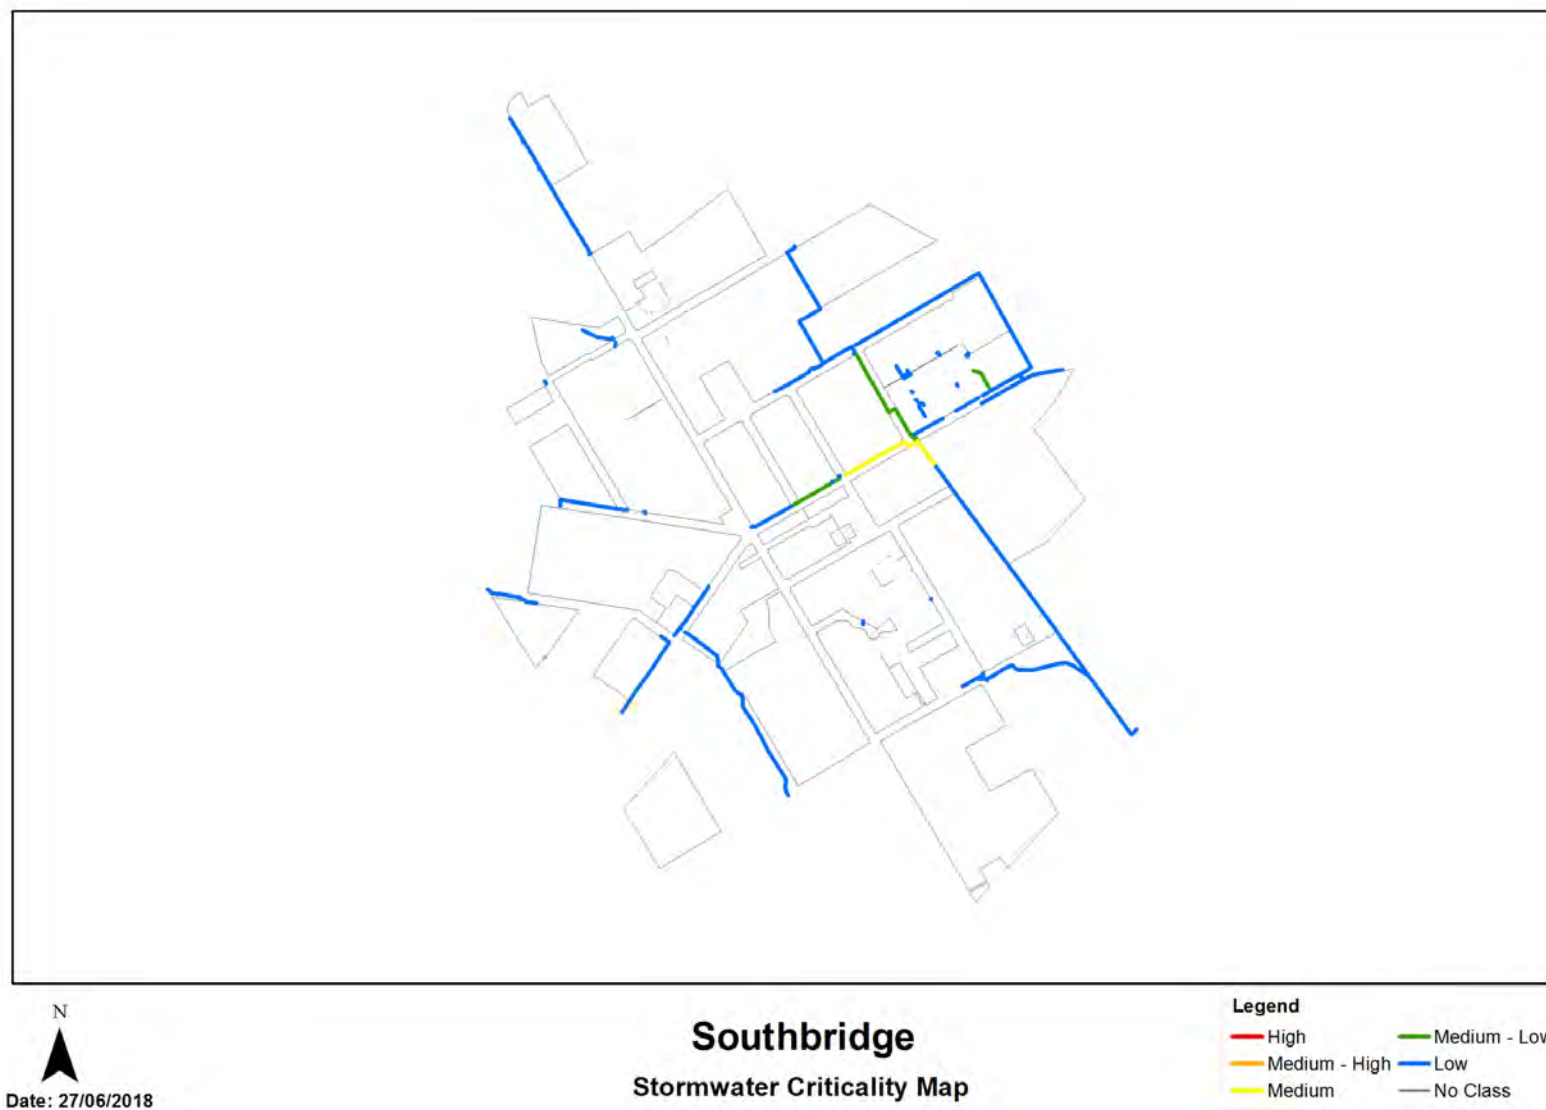 N
Date: 27/06/2018
Southbridge
Stormwater Criticality Map
Legend
High
Medium - High
Medium
Medium - Low
Low
No Class